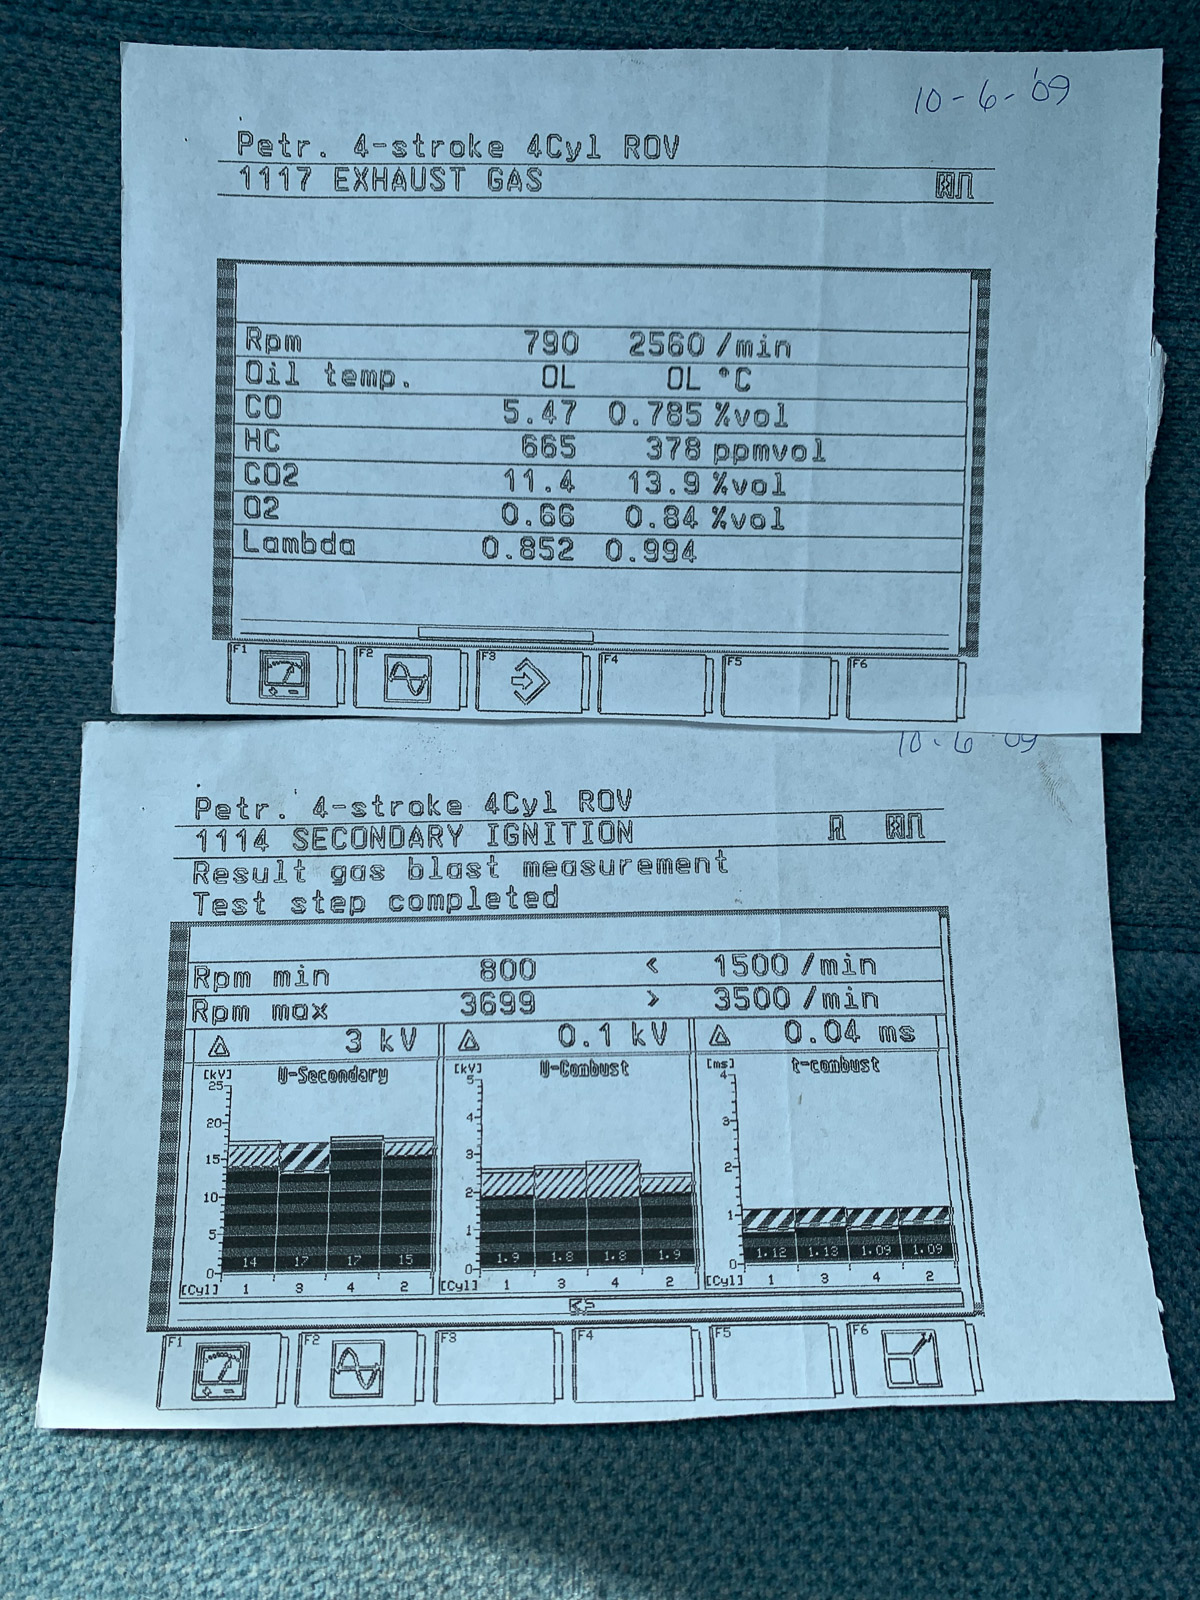 10-6-'09
Petr. 4-stroke 4Cyl ROV
1117 EXHAUST GAS
Rpm 790 2560 /min
Oil temp. OL OL °C
CO 5.47 0.785 %vol
HC 665 378 ppmvol
CO2 11.4 13.9 %vol
O2 0.66 0.84 %vol
Lambda 0.852 0.994
F1 F2 F3 F4 F5 F6
10-6 '09
Petr. 4-stroke 4Cyl ROV
1114 SECONDARY IGNITION
Result gas blast measurement
Test step completed
Rpm min 800 < 1500 /min
Rpm max 3699 > 3500 /min
3 kV 0.1 kV 0.04 ms
[kV] U-Secondary [kV] U-Combust [ms] t-combust
25 5 4
20 4 3
15 3 2
10 2 1
5 1 0
0 0
14 17 17 15 1.9 1.8 1.8 1.9 1.12 1.13 1.09 1.09
[Cyl] 1 3 4 2 [Cyl] 1 3 4 2 [Cyl] 1 3 4 2
F1 F2 F3 F4 F5 F6